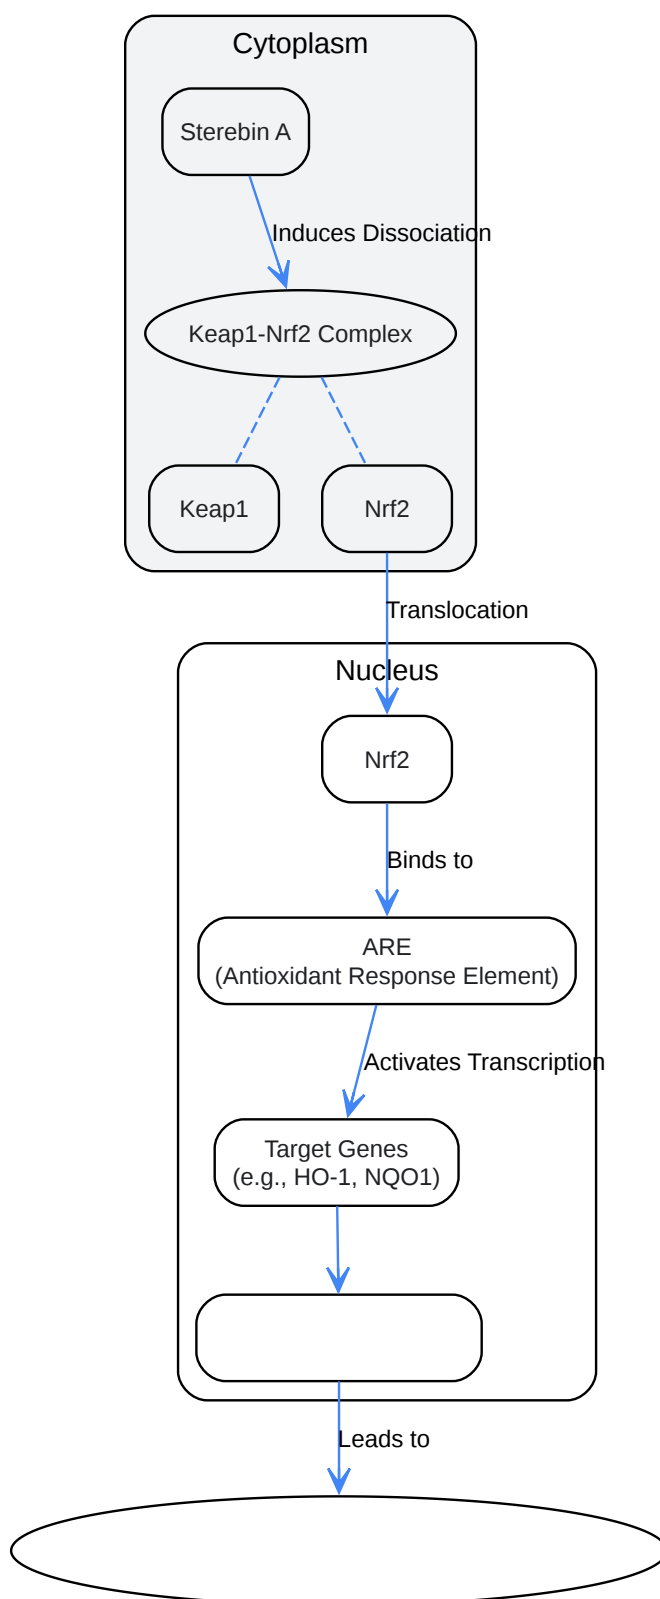 Cytoplasm
Sterebin A
Induces Dissociation
Keap1-Nrf2 Complex
Keap1
Nrf2
Translocation
Nucleus
Nrf2
Binds to
ARE
(Antioxidant Response Element)
Activates Transcription
Target Genes
(e.g., HO-1, NQO1)
Leads to